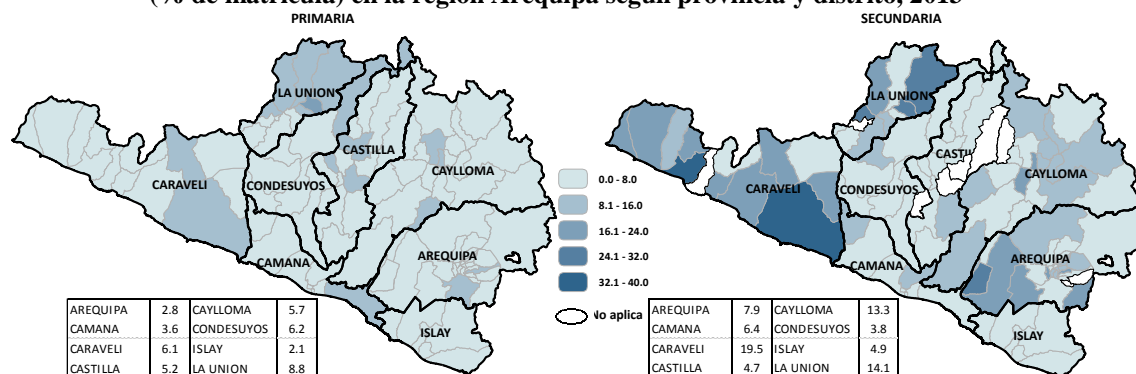 (% de matrícula) en la región Arequipa según provincia y distrito, 2015
PRIMARIA
LA UNION
CASTILLA
CARAVELI
CONDESUYOS
CAYLLOMA
AREQUIPA
CAMANA
ISLAY
AREQUIPA 2.8 CAYLLOMA 5.7
CAMANA 3.6 CONDESUYOS 6.2
CARAVELI 6.1 ISLAY 2.1
CASTILLA 5.2 LA UNION 8.8
0.0 - 8.0
8.1 - 16.0
16.1 - 24.0
24.1 - 32.0
32.1 - 40.0
No aplica
SECUNDARIA
LA UNION
CASTIL
CARAVELI
CONDESUYOS
CAYLLOMA
AREQUIPA
CAMANA
ISLAY
AREQUIPA 7.9 CAYLLOMA 13.3
CAMANA 6.4 CONDESUYOS 3.8
CARAVELI 19.5 ISLAY 4.9
CASTILLA 4.7 LA UNION 14.1